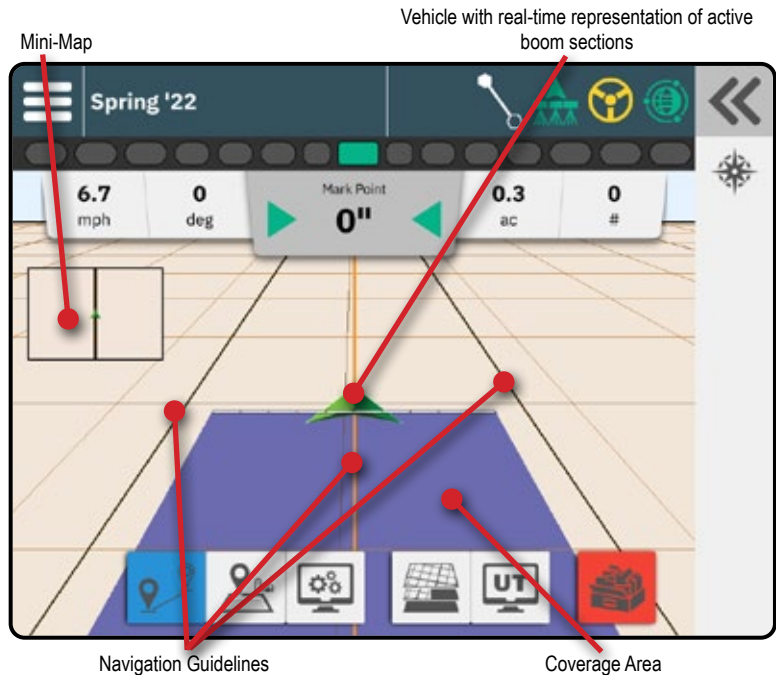 Vehicle with real-time representation of active
boom sections
Mini-Map
Spring '22
6.7
mph
0
deg
Mark Point
0"
0.3
ac
0
#
UT
Navigation Guidelines
Coverage Area